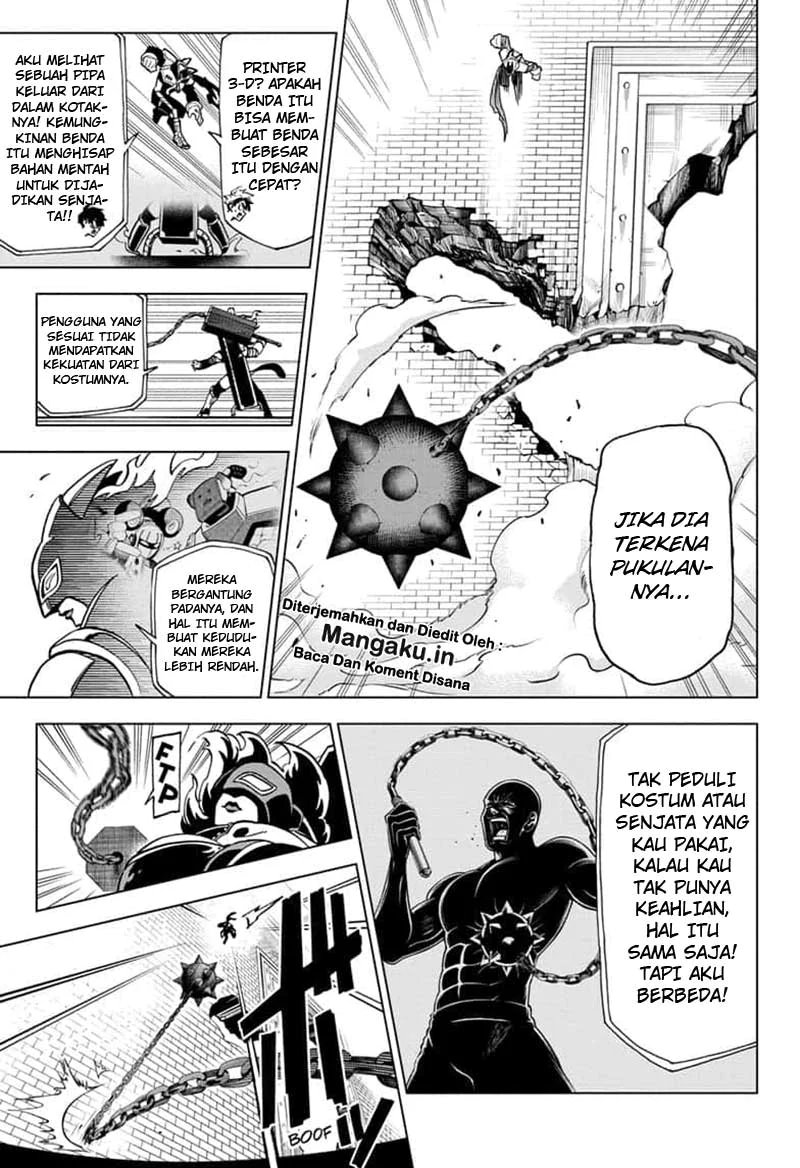 PRINTER
3-D? APAKAH
BENDA ITU
BISA MEM-
BUAT BENDA
SEBESAR
ITU DENGAN
CEPAT?
AKU MELIHAT
SEBUAH PIPA
KELUAR DARI
DALAM KOTAK-
NYA! KEMUNG-
KINAN BENDA
ITU MENGHISAP
BAHAN MENTAH
UNTUK DIJA-
DIKAN SENJA-
TA!!
PENGGUNA YANG
SESUAI TIDAK
MENDAPATKAN
KEKUATAN DARI
KOSTUMNYA.
JIKA DIA
TERKENA
PUKULAN-
NYA...
MEREKA
BERGANTUNG
PADANYA, DAN
HAL ITU MEM-
BUAT KEDUDU-
KAN MEREKA
LEBIH RENDAH.
Diterjemahkan dan Diedit Oleh :
Mangaku.in
Baca Dan Koment Disana
TAK PEDULI
KOSTUM ATAU
SENJATA YANG
KAU PAKAI,
KALAU KAU
TAK PUNYA
KEAHLIAN,
HAL ITU
SAMA SAJA!
TAPI AKU
BERBEDA!
FTP
BOOF